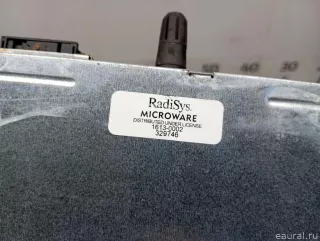 RadiSys.
MICROWARE
DISTRIBUTED UNDER LICENSE
1613-0002
329746
eaural.ru